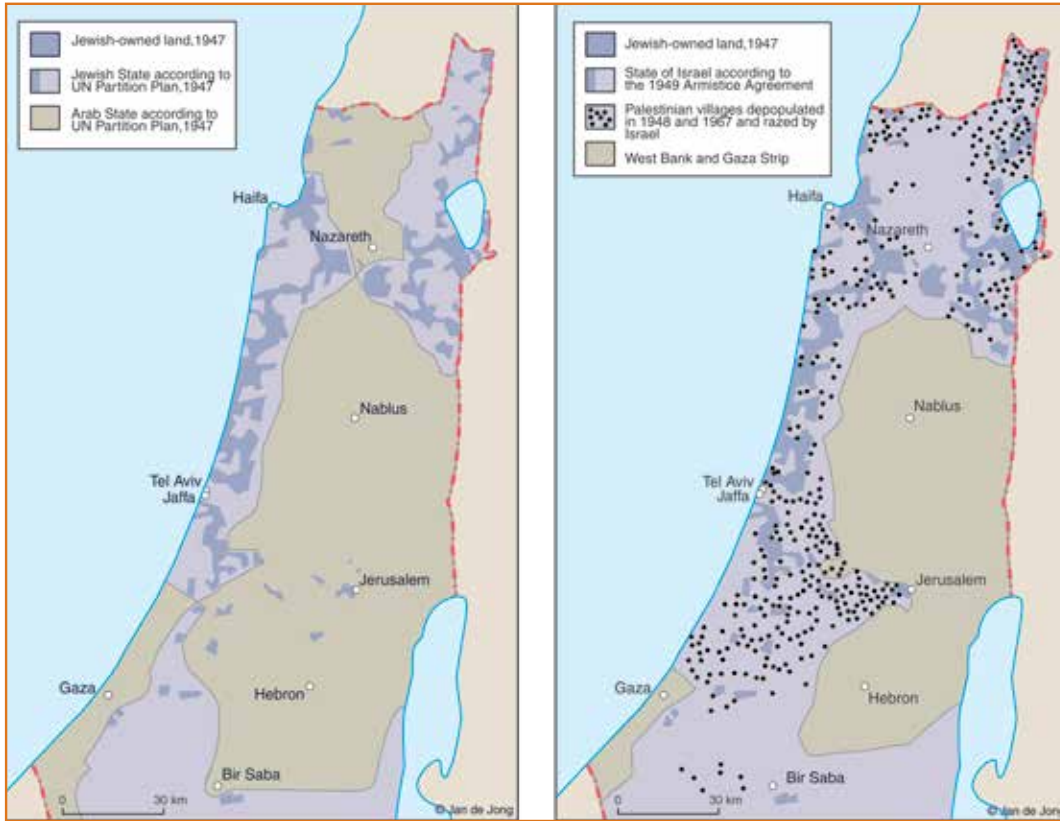 Jewish-owned land,1947
Jewish State according to
UN Partition Plan,1947
Arab State according to
UN Partition Plan,1947
Haifa
Nazareth
Nablus
Tel Aviv
Jaffa
Jerusalem
Gaza
Hebron
Bir Saba
0 30 km
© Jan de Jong
Jewish-owned land,1947
State of Israel according to
the 1949 Armistice Agreement
Palestinian villages depopulated
in 1948 and 1967 and razed by
Israel
West Bank and Gaza Strip
Haifa
Nazareth
Nablus
Tel Aviv
Jaffa
Jerusalem
Gaza
Hebron
Bir Saba
0 30 km
© Jan de Jong